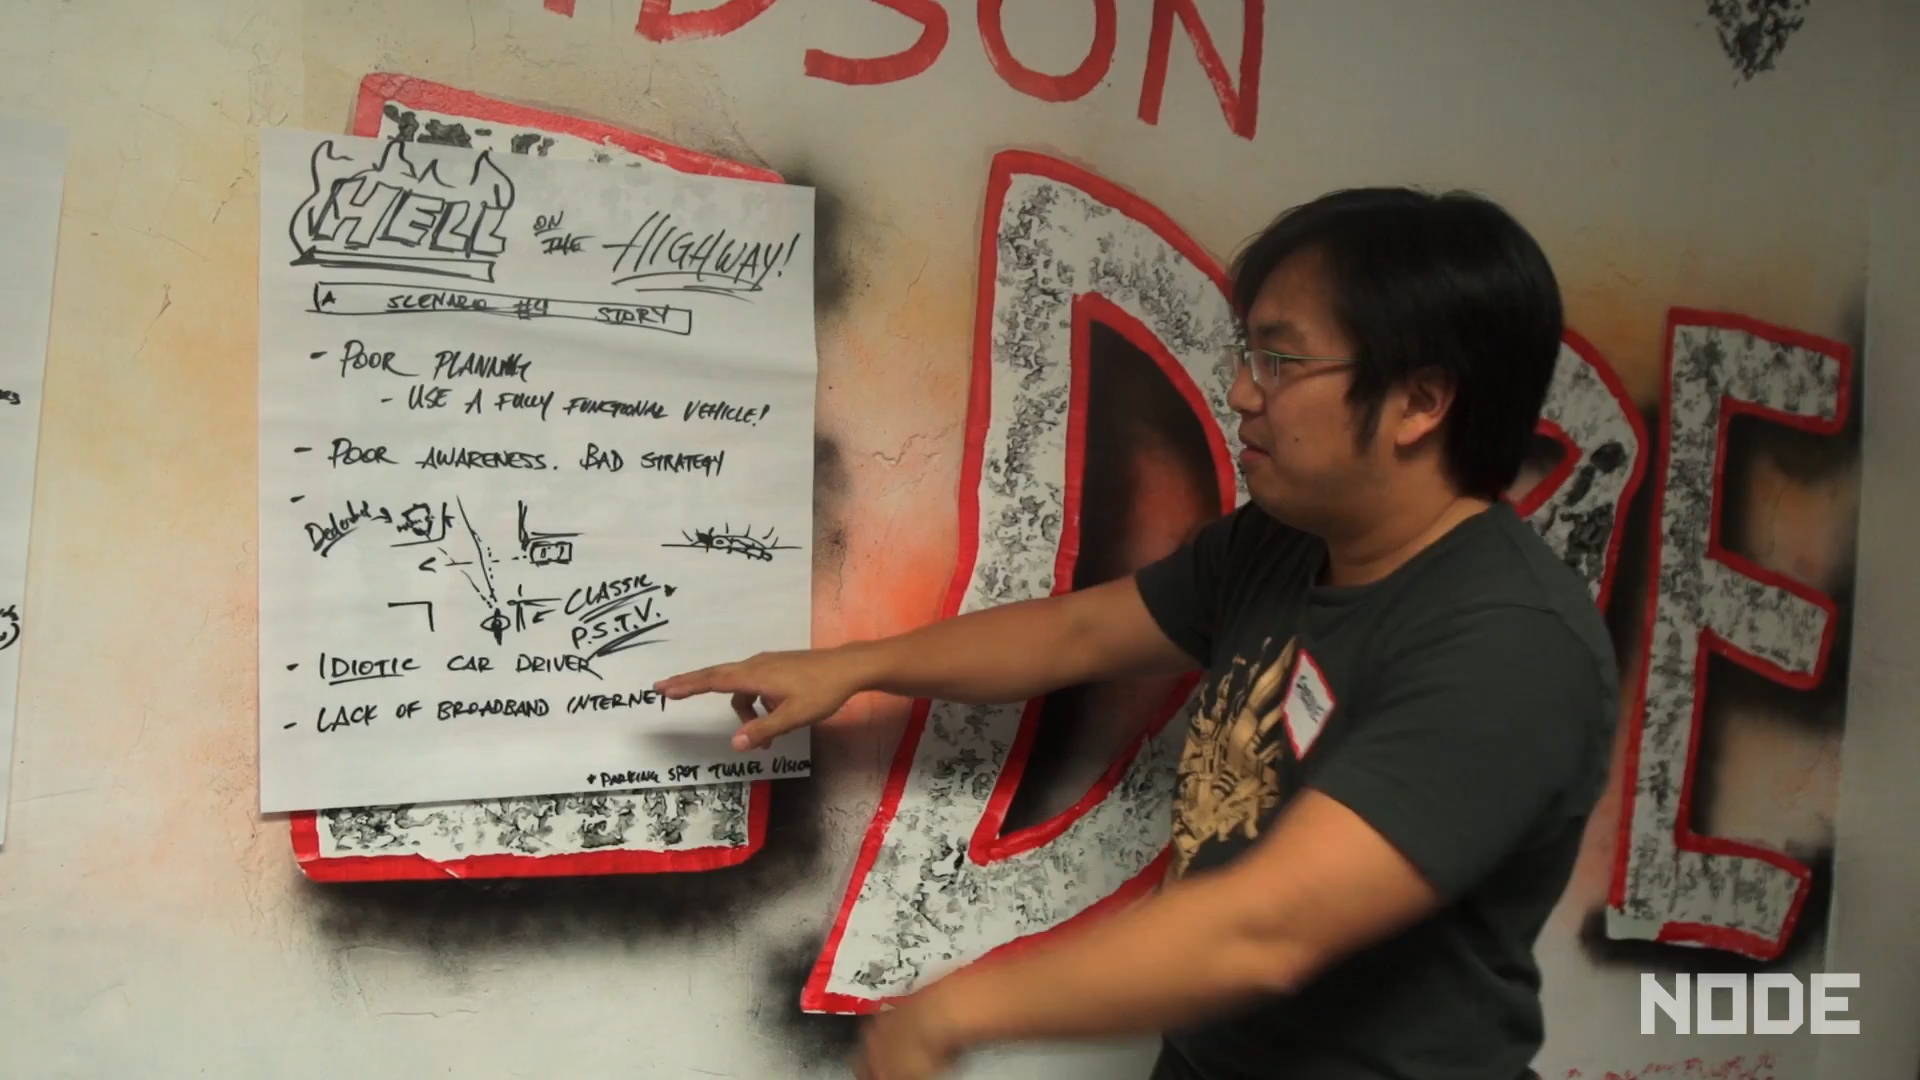 DSON
HELL ON THE HIGHWAY!
A SCENARIO #4 STORY
- POOR PLANNING
- USE A FULLY FUNCTIONAL VEHICLE!
- POOR AWARENESS. BAD STRATEGY
CLASSIC *
P.S.T.V.
- IDIOTIC CAR DRIVER
- LACK OF BROADBAND INTERNET
* PARKING SPOT TUNNEL VISION
NODE